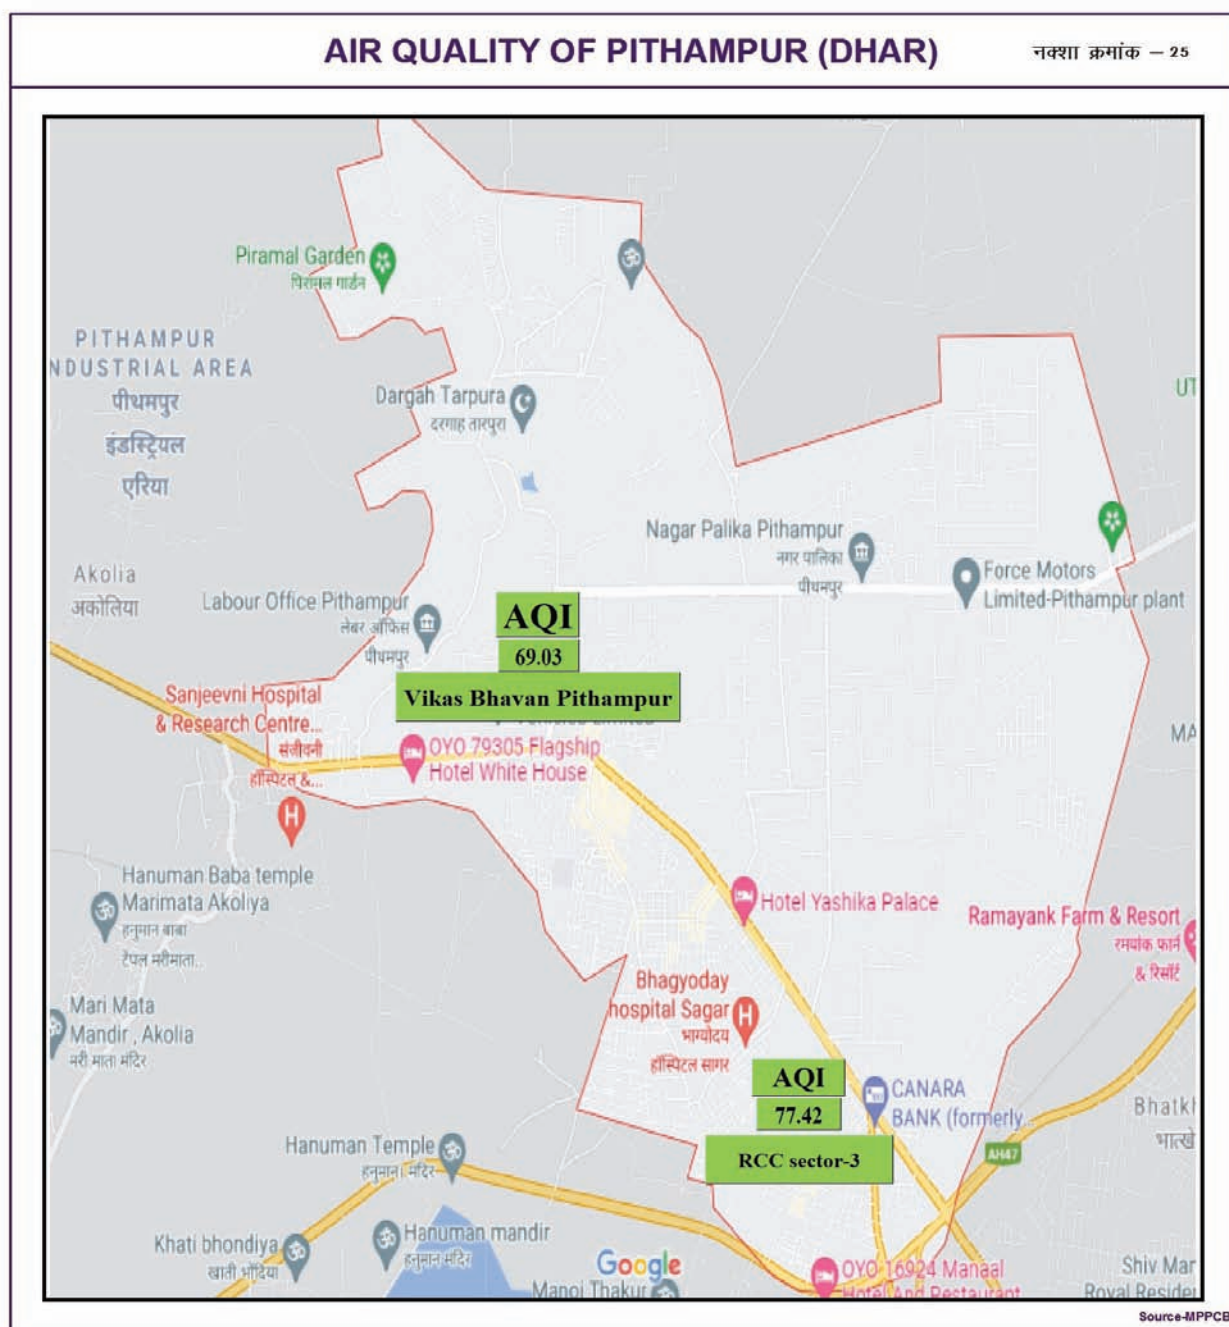 AIR QUALITY OF PITHAMPUR (DHAR)
नक्शा क्रमांक – 25
Piramal Garden
पिरामल गार्डन
PITHAMPUR
NDUSTRIAL AREA
पीथमपुर
इंडस्ट्रियल
एरिया
UT
Dargah Tarpura
दरगाह तारपुरा
Nagar Palika Pithampur
नगर पालिका
पीथमपुर
Force Motors
Limited-Pithampur plant
Akolia
अकोलिया
Labour Office Pithampur
लेबर ऑफिस
पीथमपुर
AQI
69.03
Vikas Bhavan Pithampur
Sanjeevni Hospital
& Research Centre...
संजीवनी
हॉस्पिटल &...
MA
OYO 79305 Flagship
Hotel White House
Hanuman Baba temple
Marimata Akoliya
हनुमान बाबा
टेंपल मरीमाता..
Hotel Yashika Palace
Ramayank Farm & Resort
रमयांक फार्म
& रिसॉर्ट
Mari Mata
Mandir , Akolia
मरी माता मंदिर
Bhagyoday
hospital Sagar
भाग्योदय
हॉस्पिटल सागर
AQI
77.42
RCC sector-3
CANARA
BANK (formerly...
Bhatkh
भात्खे
AH47
Hanuman Temple
हनुमान। मंदिर
Khati bhondiya
खाती भोंदिया
Hanuman mandir
हनुमान मंदिर
Google
Manoj Thakur
OYO 16924 Manaal
Hotel And Restaurant
Shiv Mar
Royal Resider
Source-MPPCB